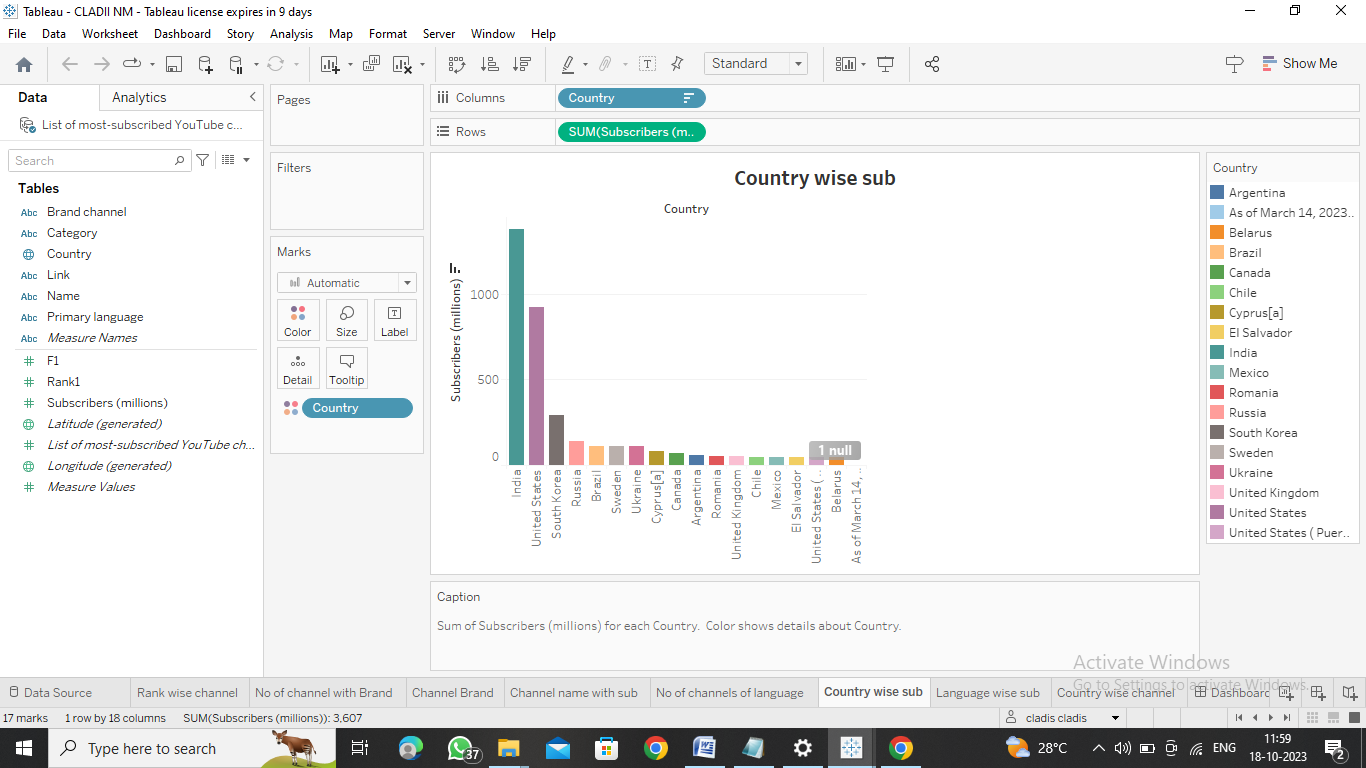 Tableau - CLADII NM - Tableau license expires in 9 days
File Data Worksheet Dashboard Story Analysis Map Format Server Window Help
Standard
Show Me
Data Analytics
List of most-subscribed YouTube c...
Search
Tables
Abc Brand channel
Abc Category
Country
Abc Link
Abc Name
Abc Primary language
Abc Measure Names
F1
Rank1
Subscribers (millions)
Latitude (generated)
List of most-subscribed YouTube ch...
Longitude (generated)
Measure Values
Pages
Filters
Marks
Automatic
Color Size Label
Detail Tooltip
Country
Columns Country
Rows SUM(Subscribers (m..
Country wise sub
Country
Subscribers (millions)
1000
500
0
1 null
India
United States
South Korea
Russia
Brazil
Sweden
Ukraine
Cyprus[a]
Canada
Argentina
Romania
United Kingdom
Chile
Mexico
El Salvador
United States ( ..
Belarus
As of March 14, ..
Country
Argentina
As of March 14, 2023..
Belarus
Brazil
Canada
Chile
Cyprus[a]
El Salvador
India
Mexico
Romania
Russia
South Korea
Sweden
Ukraine
United Kingdom
United States
United States ( Puer..
Caption
Sum of Subscribers (millions) for each Country. Color shows details about Country.
Activate Windows
Go to Settings to activate Windows.
Data Source Rank wise channel No of channel with Brand Channel Brand Channel name with sub No of channels of language Country wise sub Language wise sub Country wise channel Dashboard
17 marks 1 row by 18 columns SUM(Subscribers (millions)): 3,607 cladis cladis
Type here to search 37 28°C ENG 11:59
18-10-2023 2